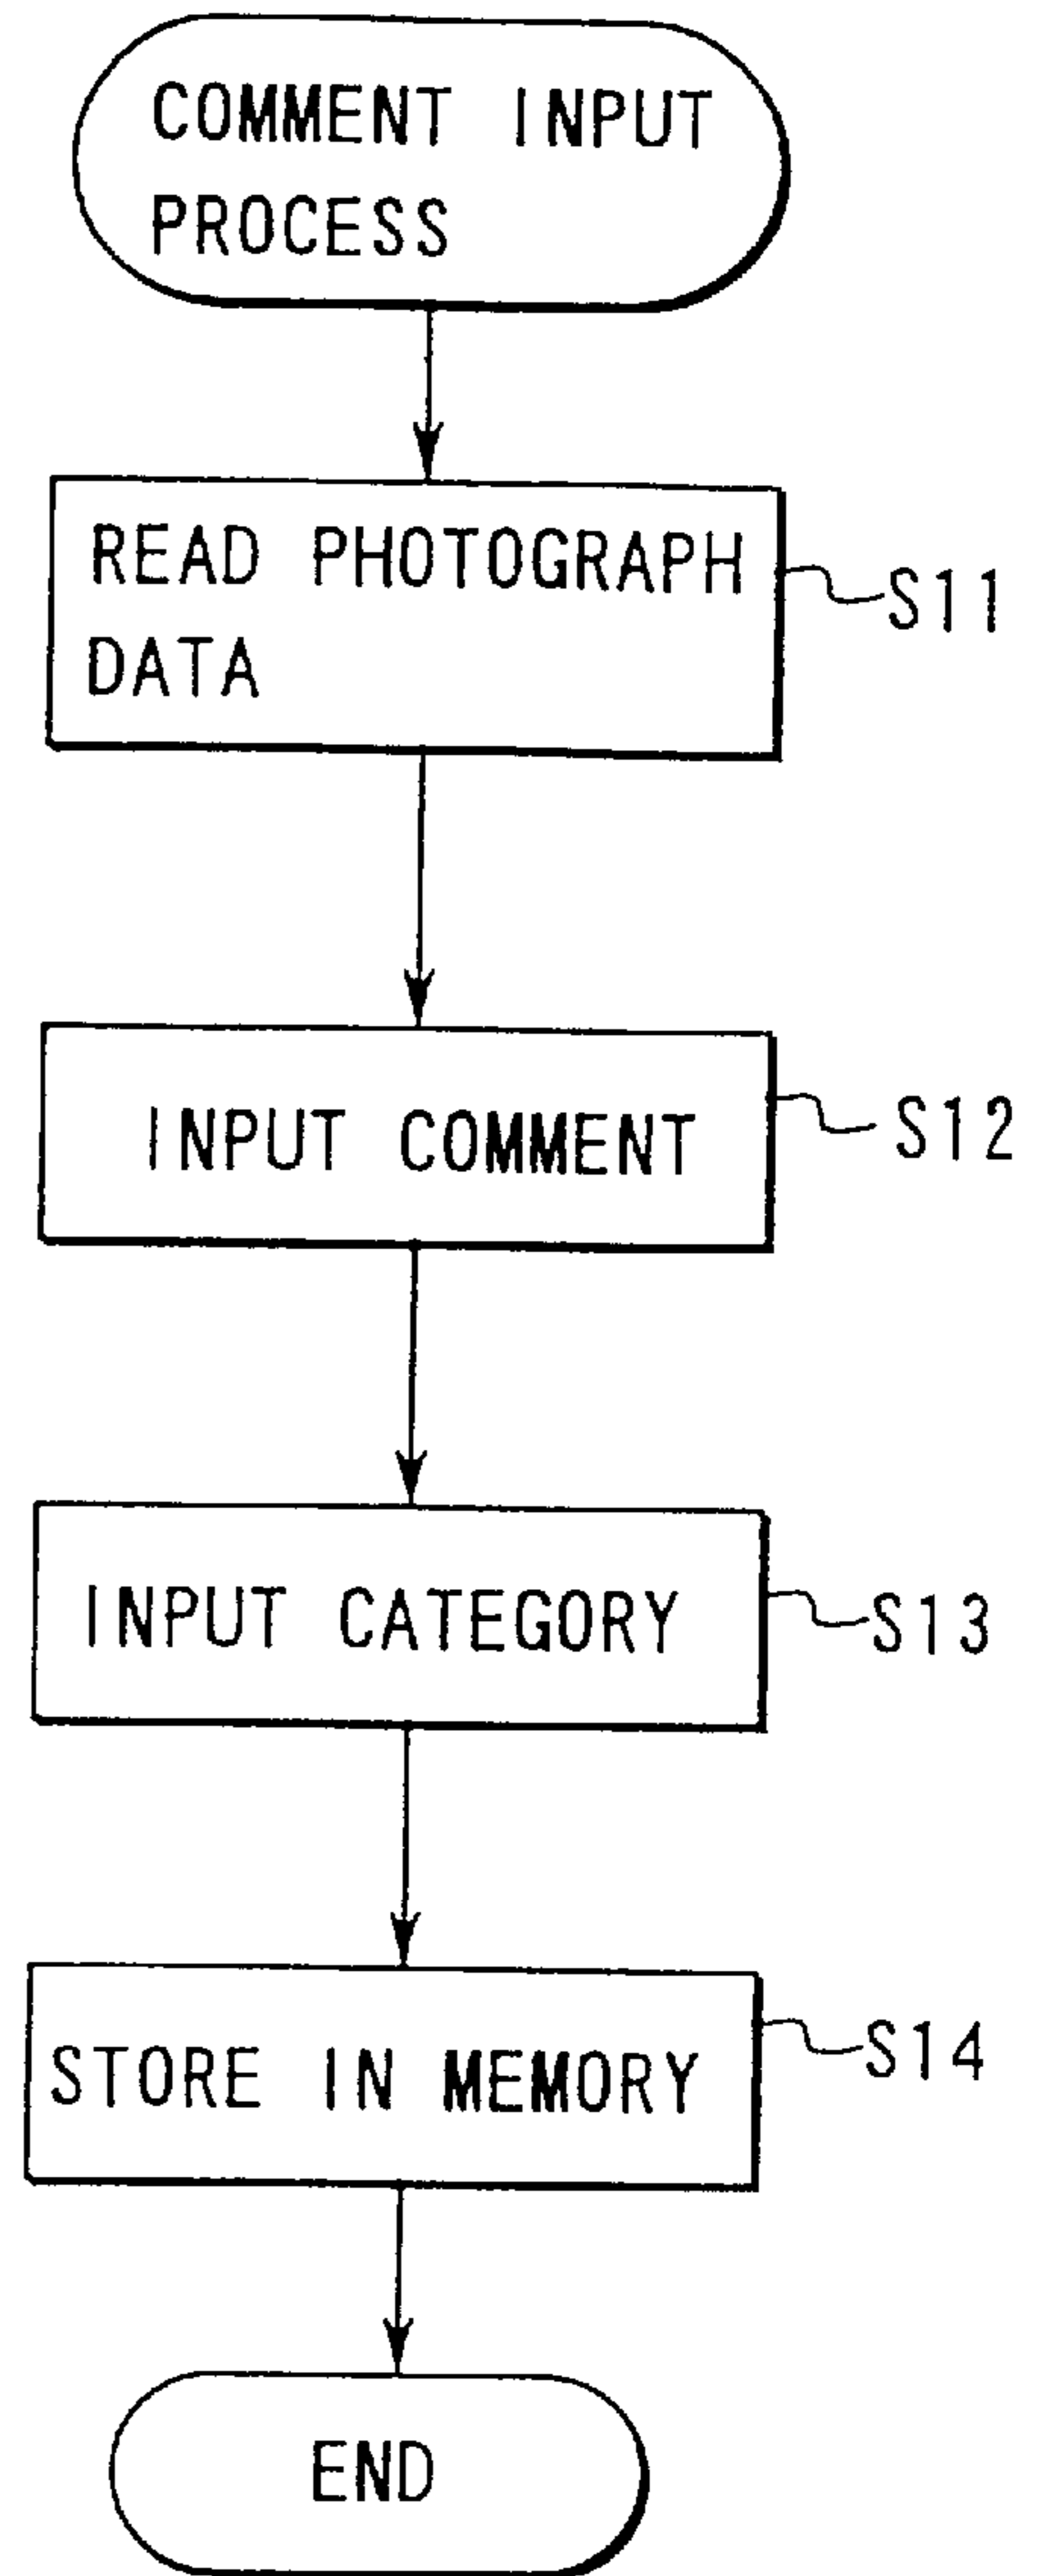 COMMENT INPUT
PROCESS
READ PHOTOGRAPH
DATA
S11
INPUT COMMENT
S12
INPUT CATEGORY
S13
STORE IN MEMORY
S14
END